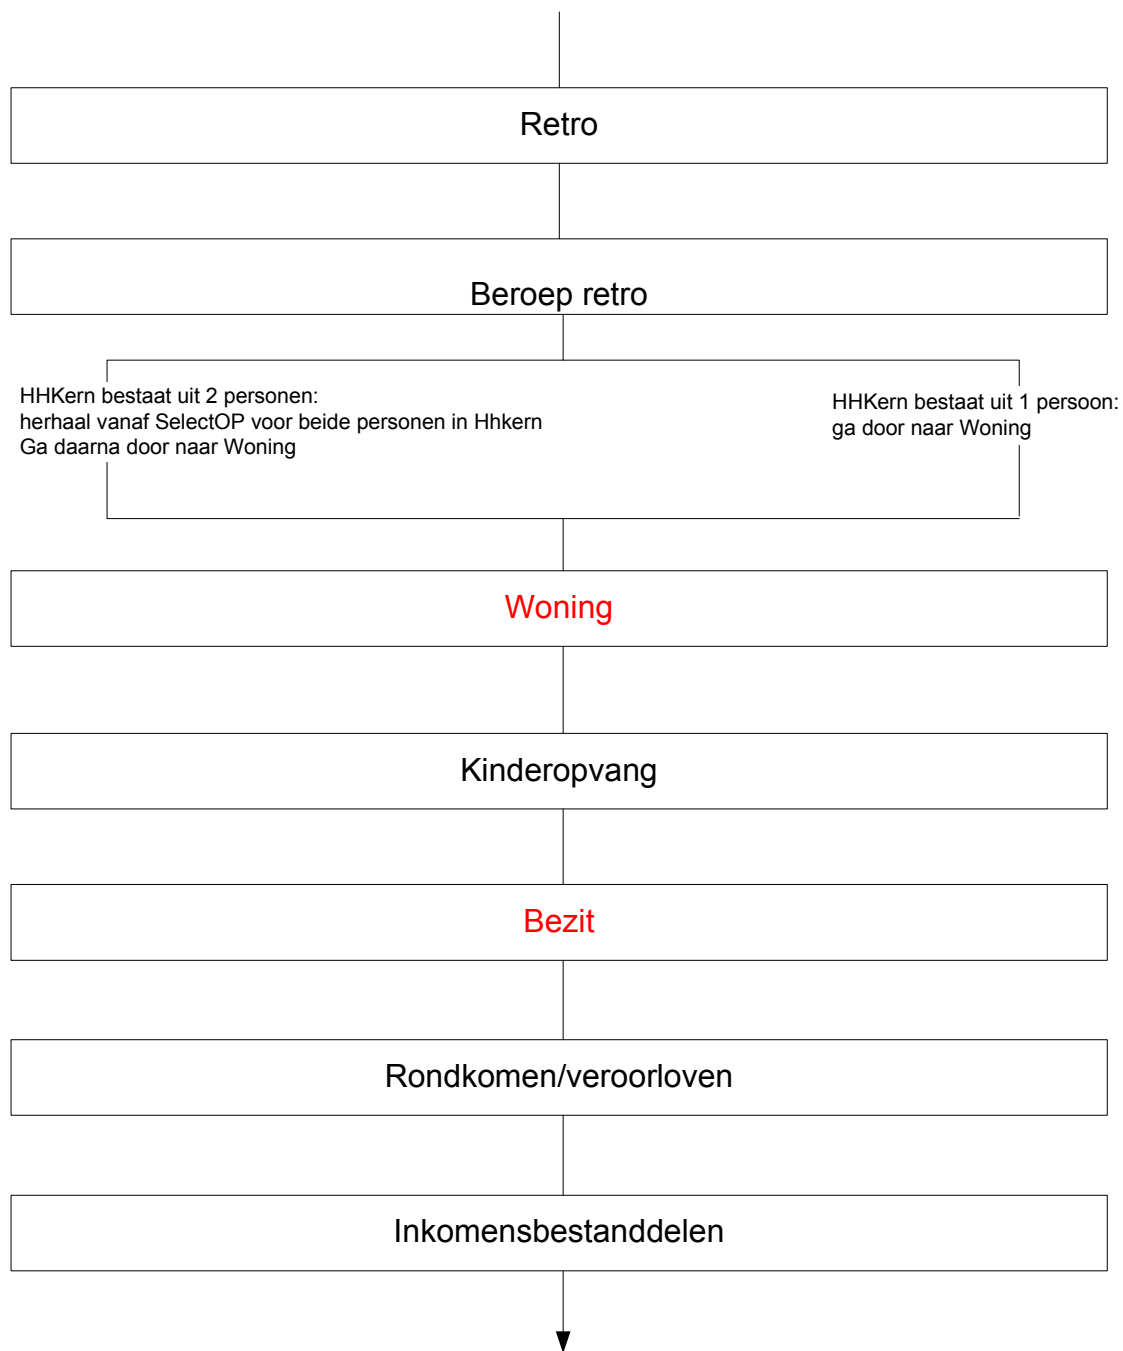 Retro
Beroep retro
HHKern bestaat uit 2 personen:
herhaal vanaf SelectOP voor beide personen in Hhkern
Ga daarna door naar Woning
HHKern bestaat uit 1 persoon:
ga door naar Woning
Woning
Kinderopvang
Bezit
Rondkomen/veroorloven
Inkomensbestanddelen